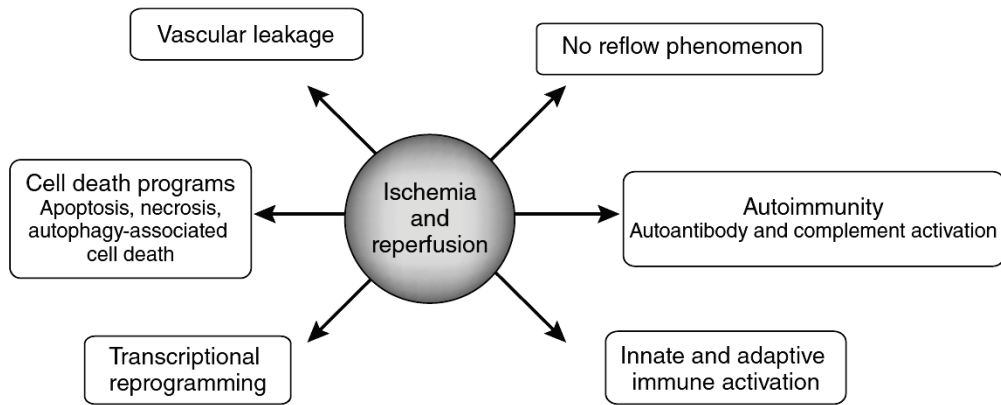 Vascular leakage
No reflow phenomenon
Cell death programs
Apoptosis, necrosis,
autophagy-associated
cell death
Ischemia
and
reperfusion
Autoimmunity
Autoantibody and complement activation
Transcriptional
reprogramming
Innate and adaptive
immune activation